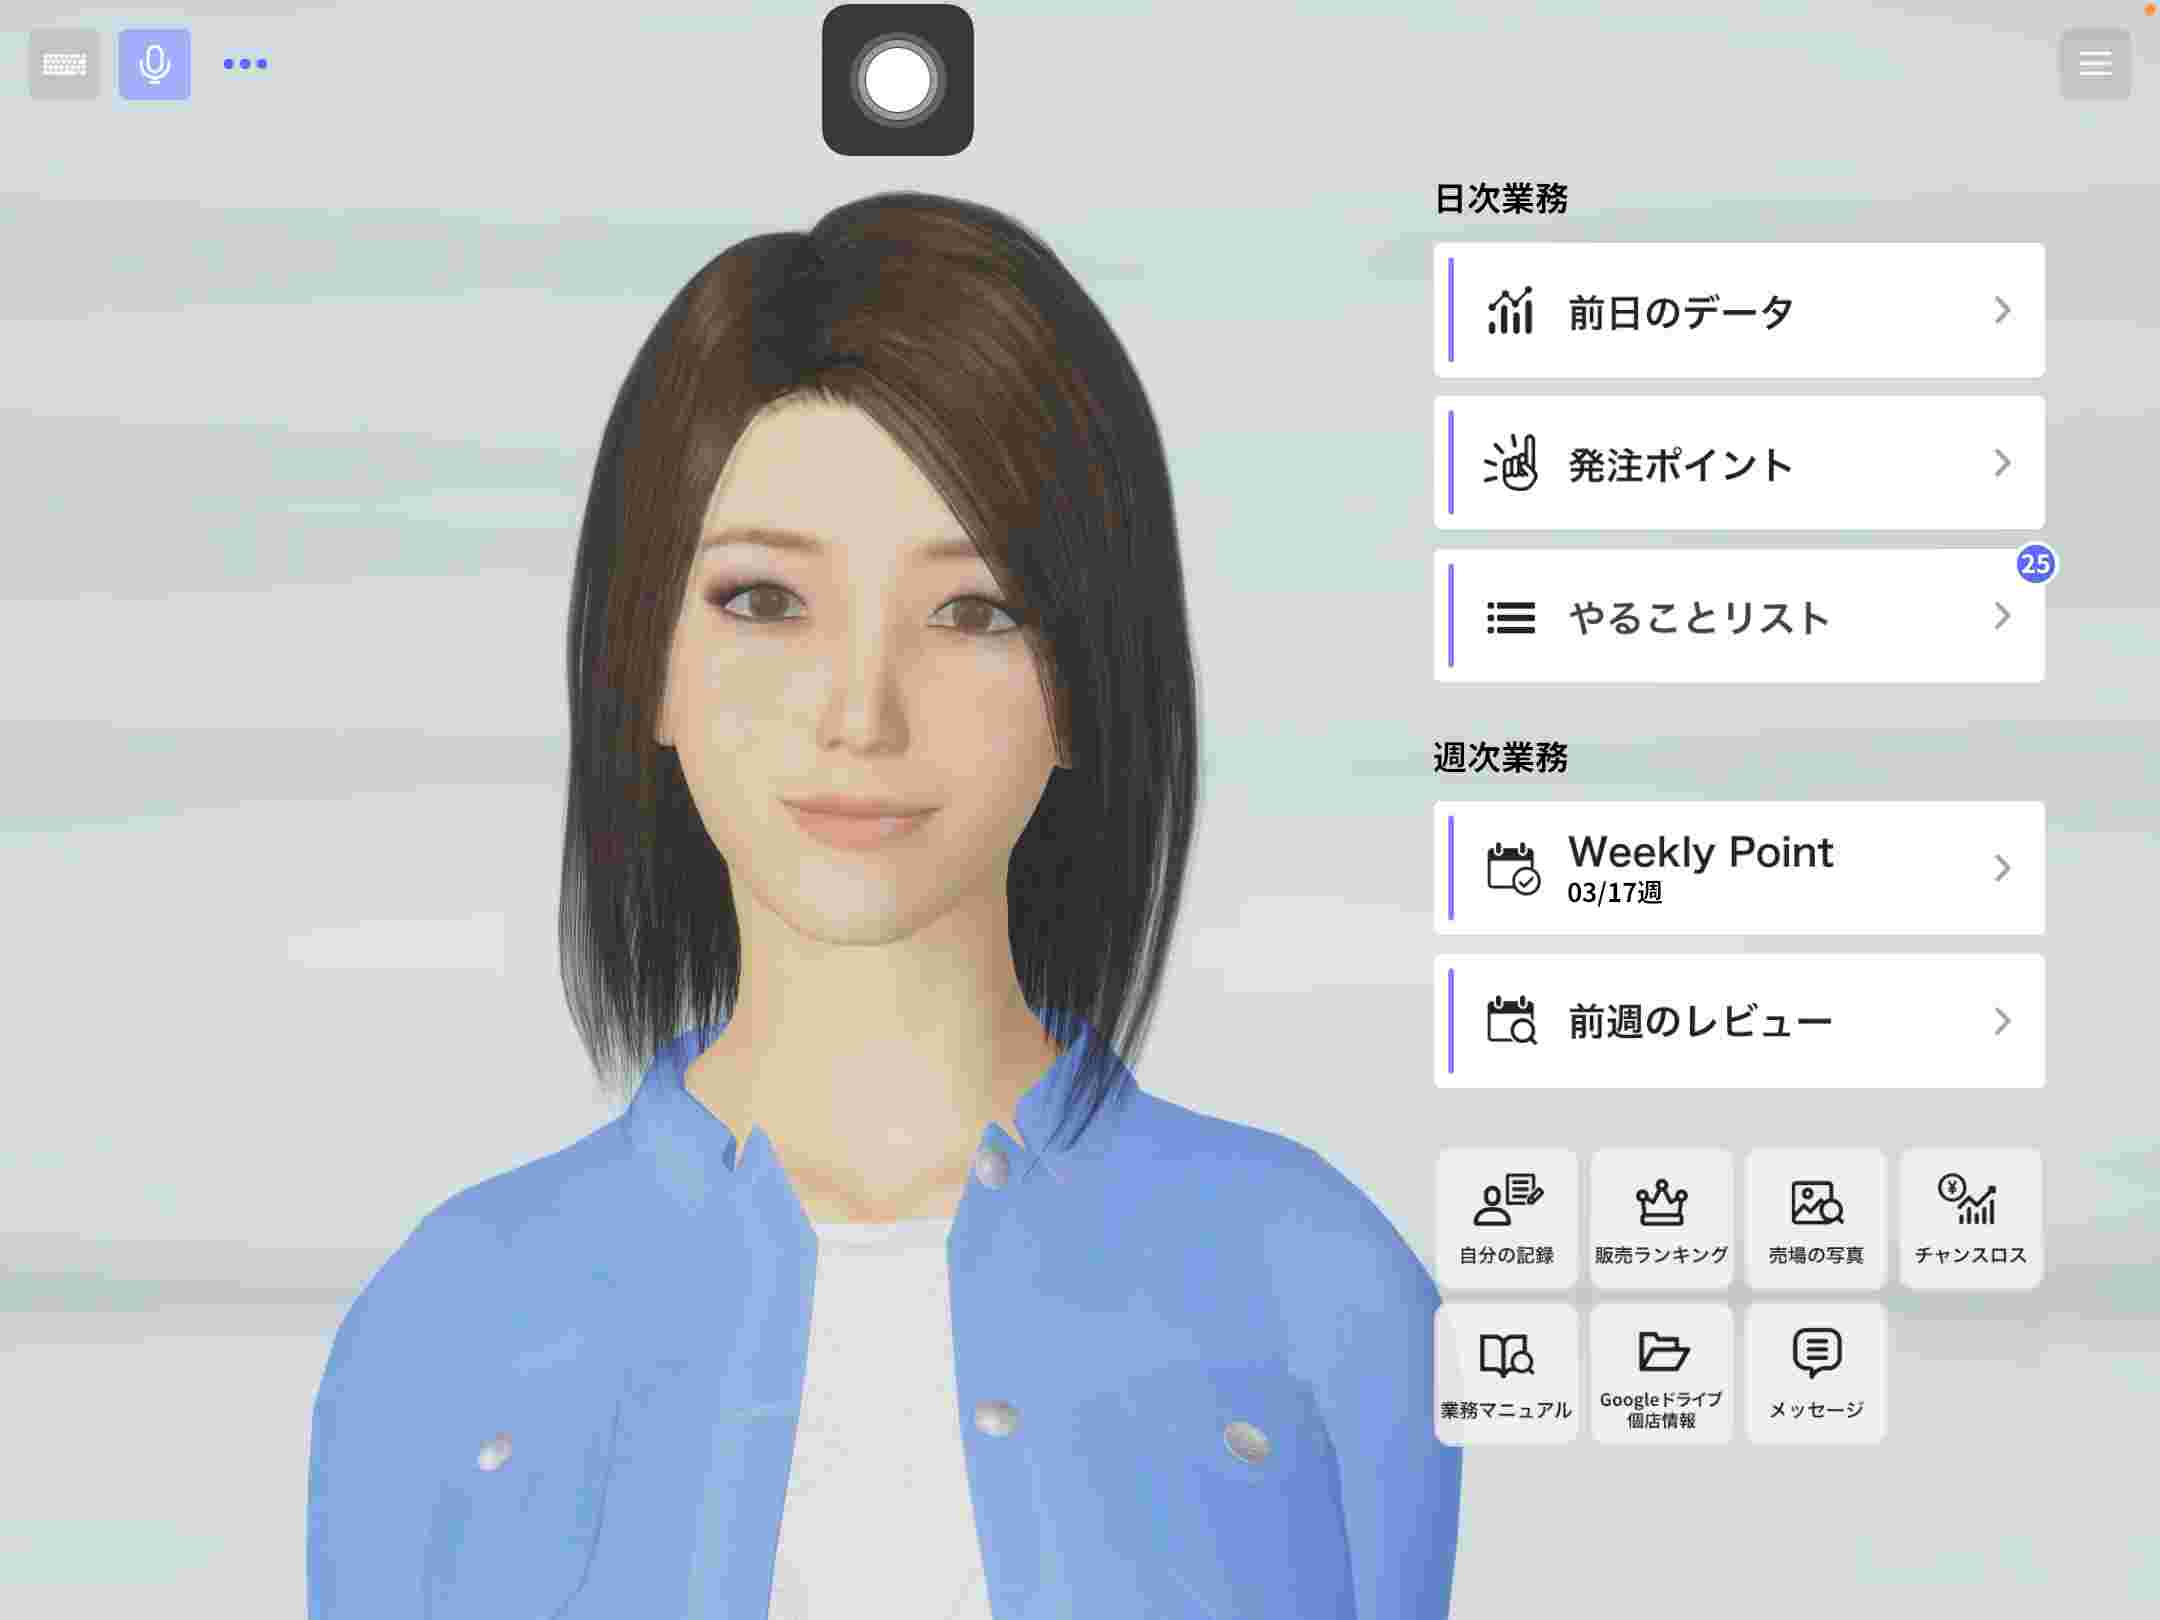 日次業務
前日のデータ
発注ポイント
25
やることリスト
週次業務
Weekly Point
03/17週
前週のレビュー
自分の記録
販売ランキング
売場の写真
チャンスロス
業務マニュアル
Googleドライブ
個店情報
メッセージ